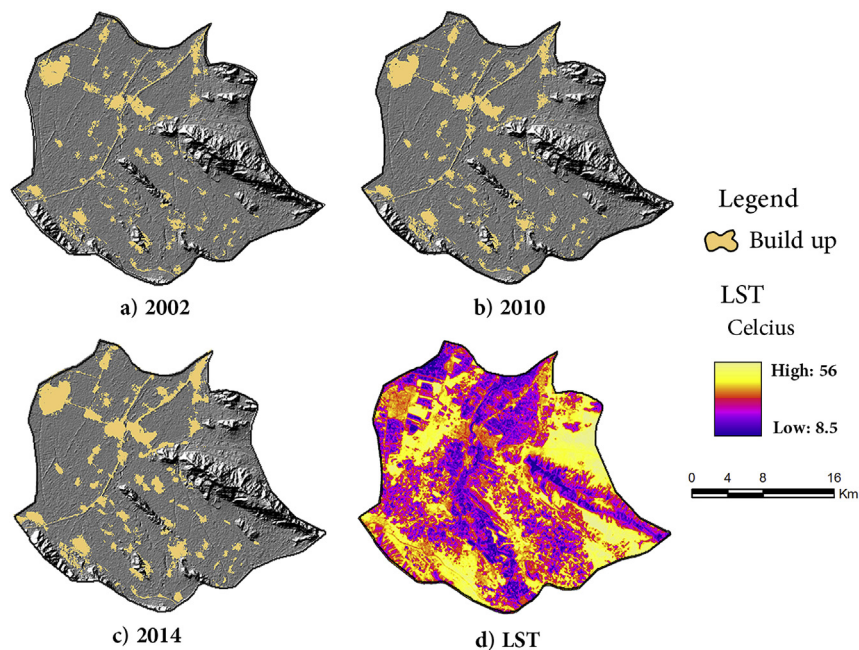 a) 2002
b) 2010
Legend
Build up
LST
Celcius
High: 56
Low: 8.5
0 4 8 16
Km
c) 2014
d) LST